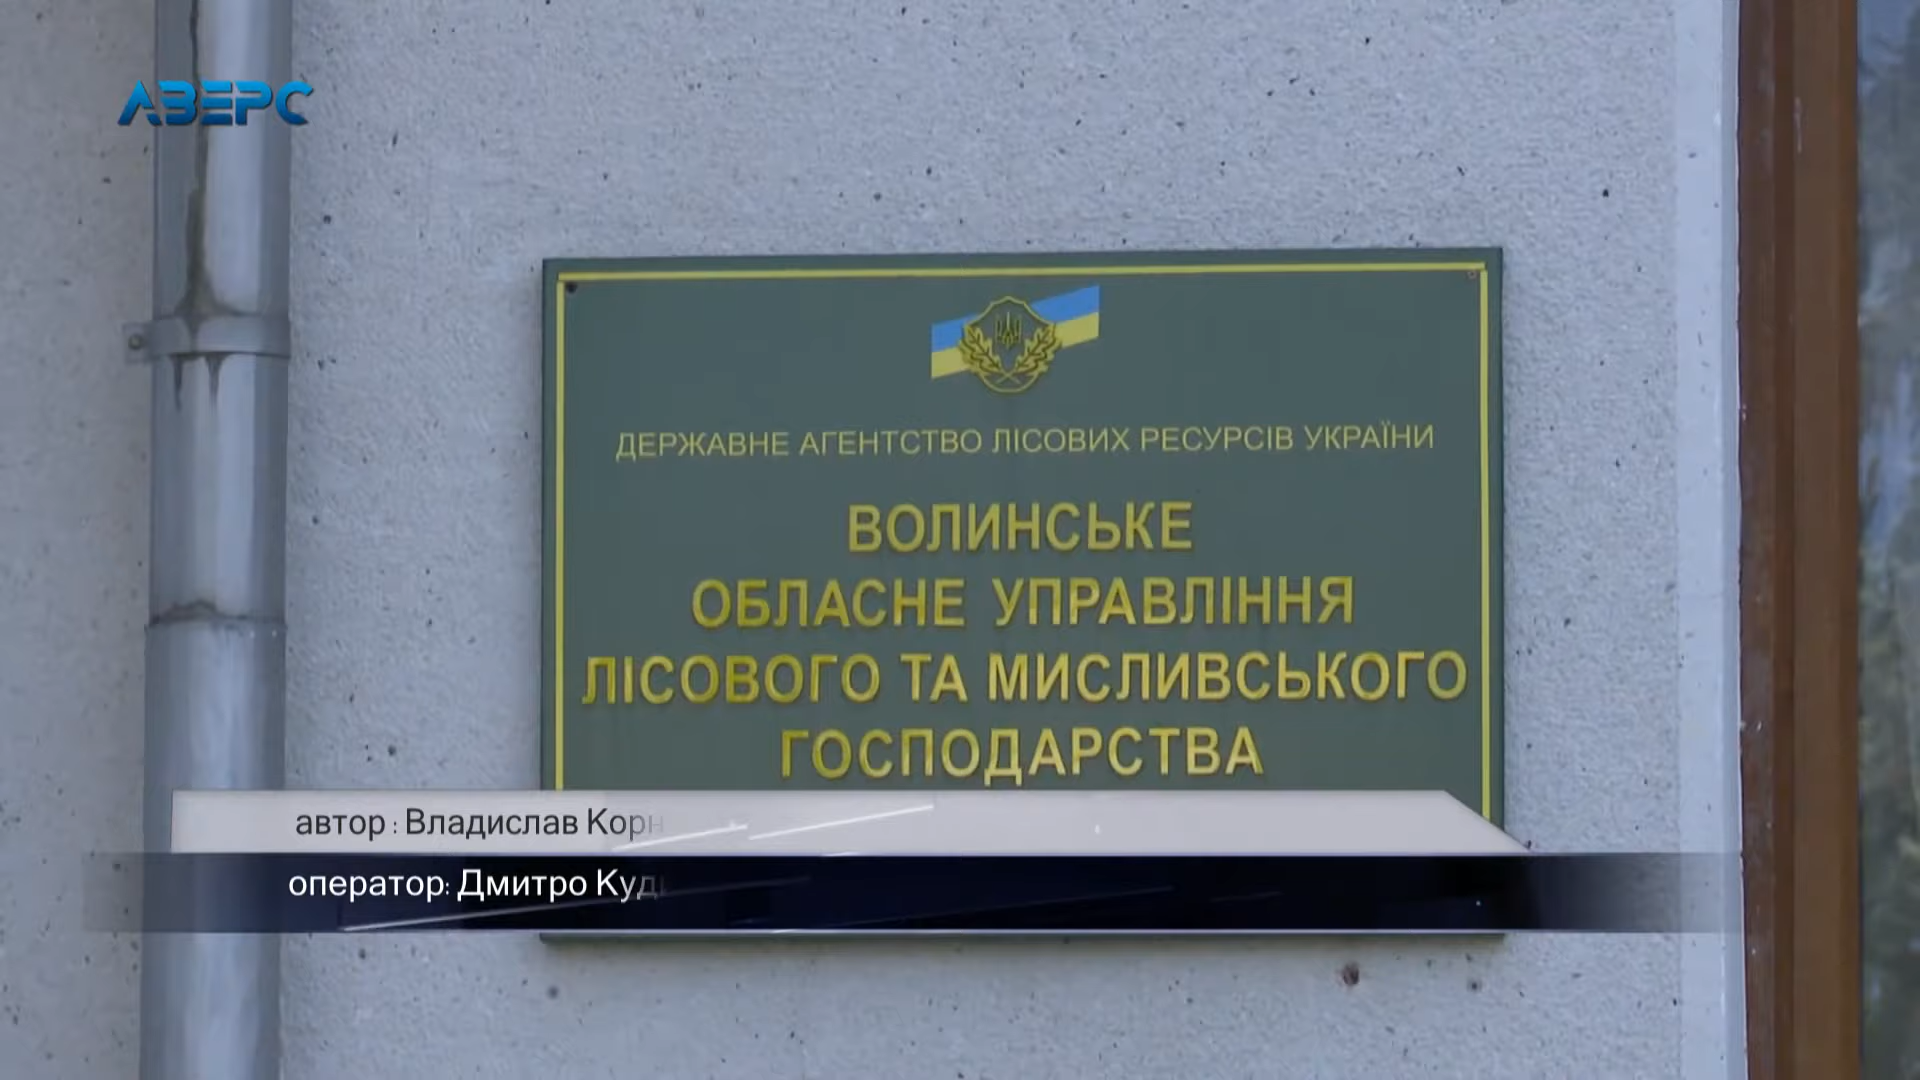 АВЕРС
ДЕРЖАВНЕ АГЕНТСТВО ЛІСОВИХ РЕСУРСІВ УКРАЇНИ
ВОЛИНСЬКЕ
ОБЛАСНЕ УПРАВЛІННЯ
ЛІСОВОГО ТА МИСЛИВСЬКОГО
ГОСПОДАРСТВА
автор : Владислав
оператор: Дмитро